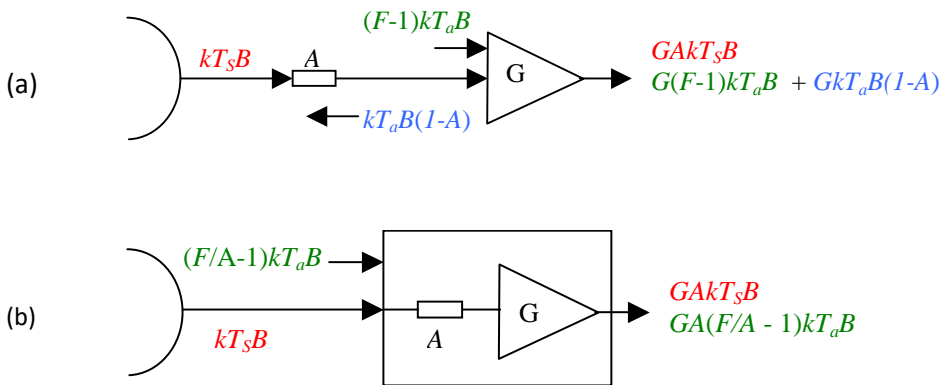 (F-1)kTaB
kTSB
A
G
GAkTSB
(a)
G(F-1)kTaB + GkTaB(1-A)
kTaB(1-A)
(F/A-1)kTaB
G
GAkTSB
(b)
GA(F/A - 1)kTaB
kTSB
A